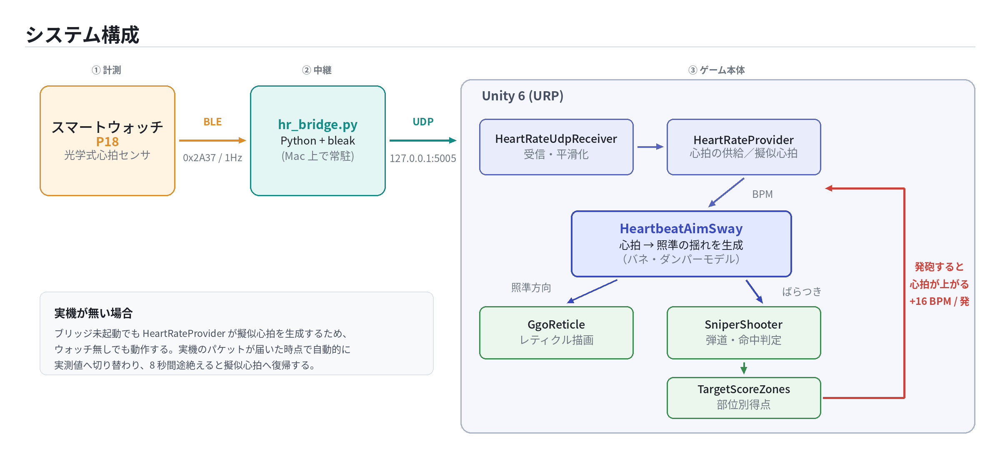 システム構成
① 計測
② 中継
③ ゲーム本体
スマートウォッチ
P18
光学式心拍センサ
BLE
0x2A37 / 1Hz
hr_bridge.py
Python + bleak
(Mac 上で常駐)
UDP
127.0.0.1:5005
Unity 6 (URP)
HeartRateUdpReceiver
受信・平滑化
HeartRateProvider
心拍の供給／擬似心拍
BPM
HeartbeatAimSway
心拍 → 照準の揺れを生成
（バネ・ダンパーモデル）
照準方向
ばらつき
GgoReticle
レティクル描画
SniperShooter
弾道・命中判定
TargetScoreZones
部位別得点
発砲すると
心拍が上がる
+16 BPM / 発
実機が無い場合
ブリッジ未起動でも HeartRateProvider が擬似心拍を生成するため、
ウォッチ無しでも動作する。実機のパケットが届いた時点で自動的に
実測値へ切り替わり、8 秒間途絶えると擬似心拍へ復帰する。